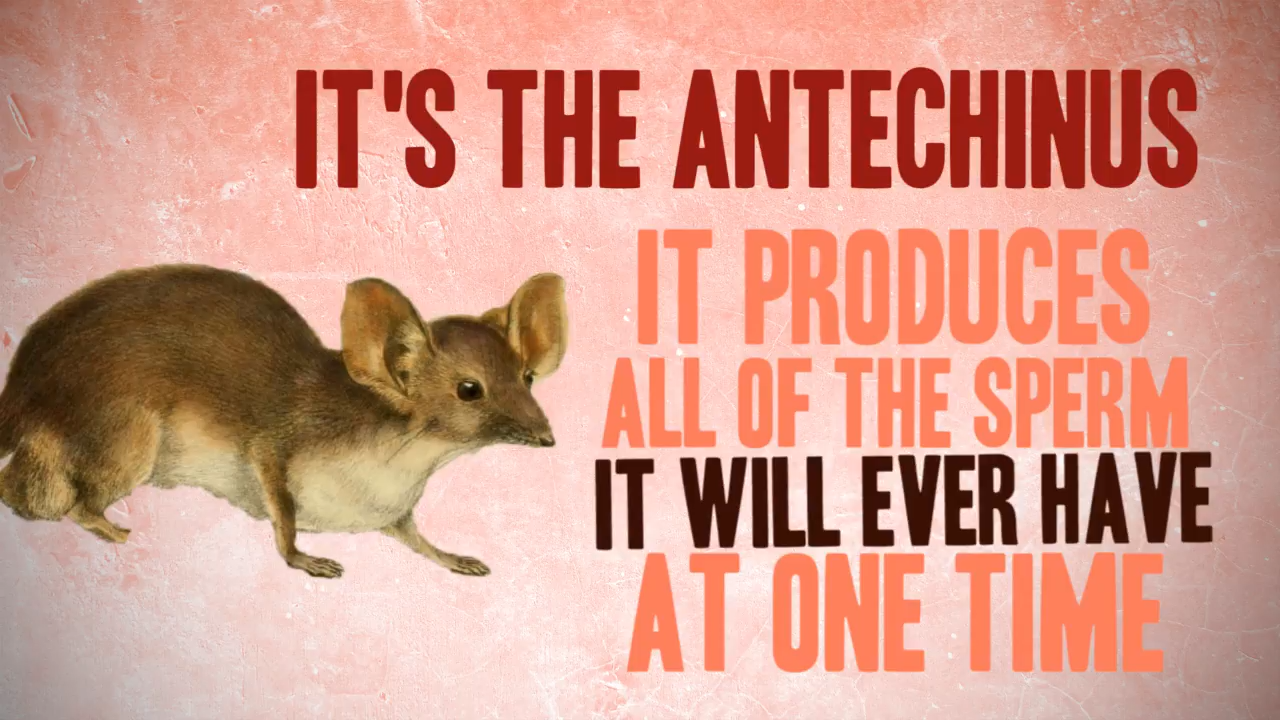 IT'S THE ANTECHINUS
IT PRODUCES
ALL OF THE SPERM
IT WILL EVER HAVE
AT ONE TIME